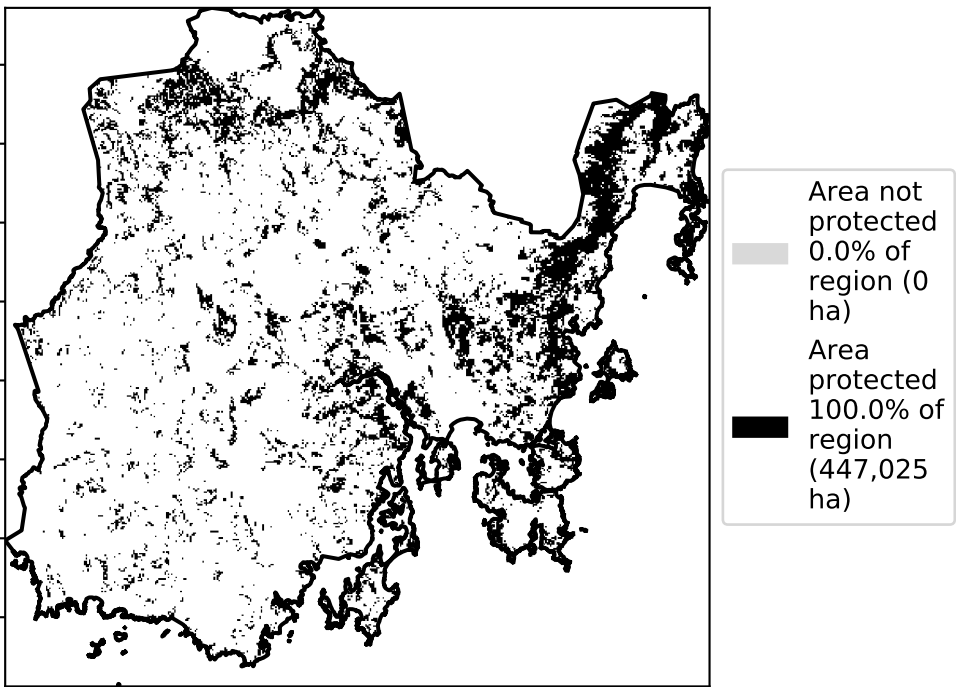 Area not
protected
0.0% of
region (0
ha)
Area
protected
100.0% of
region
(447,025
ha)